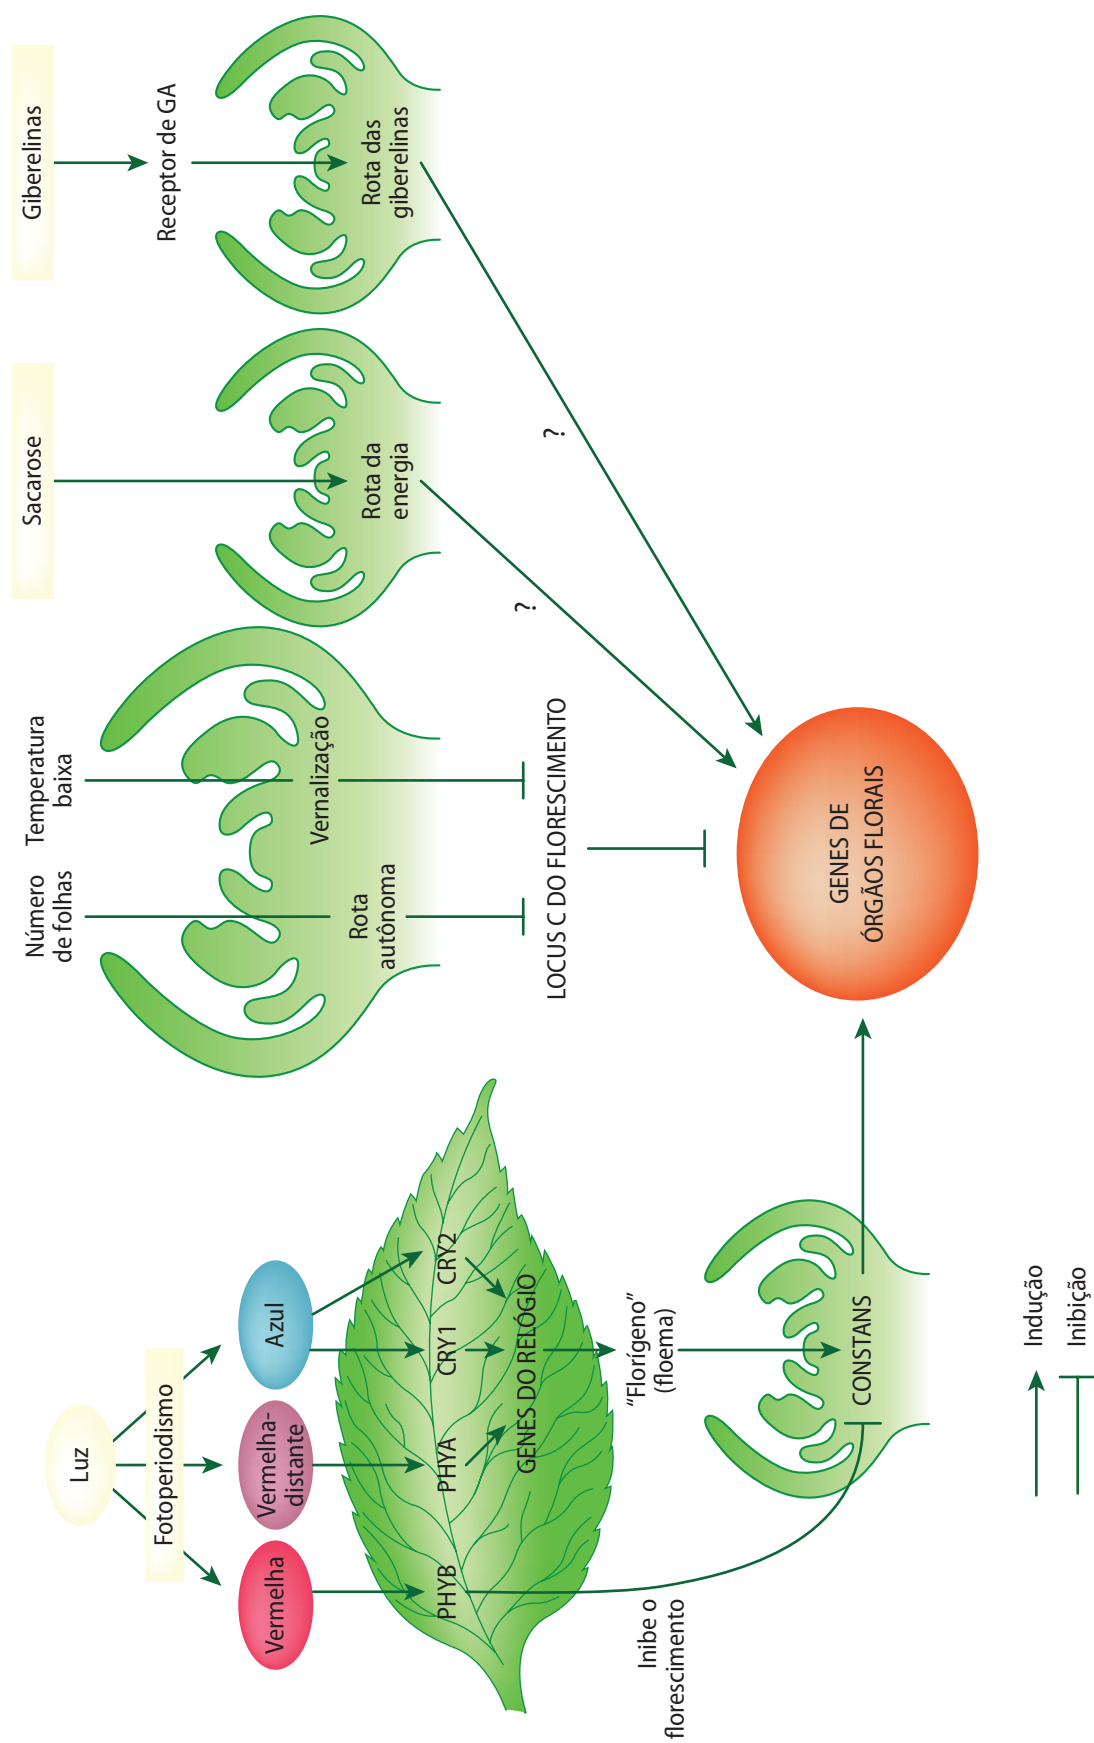 Luz
Fotoperiodismo
Vermelha
Vermelha-
distante
Azul
PHYB
PHYA
CRY1
CRY2
GENES DO RELÓGIO
Inibe o
florescimento
“Florígeno”
(floema)
CONSTANS
Número
de folhas
Temperatura
baixa
Rota
autônoma
Vernalização
LOCUS C DO FLORESCIMENTO
Sacarose
Rota da
energia
?
Giberelinas
Receptor de GA
Rota das
giberelinas
?
GENES DE
ÓRGÃOS FLORAIS
Indução
Inibição